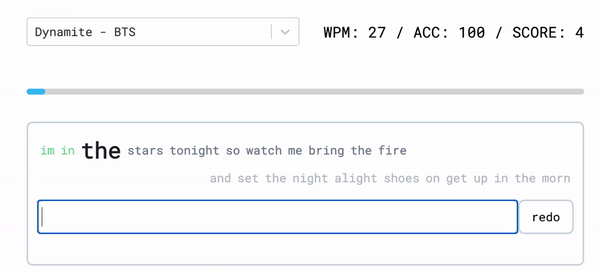 Dynamite - BTS
WPM: 27 / ACC: 100 / SCORE: 4
im in the stars tonight so watch me bring the fire
and set the night alight shoes on get up in the morn
redo